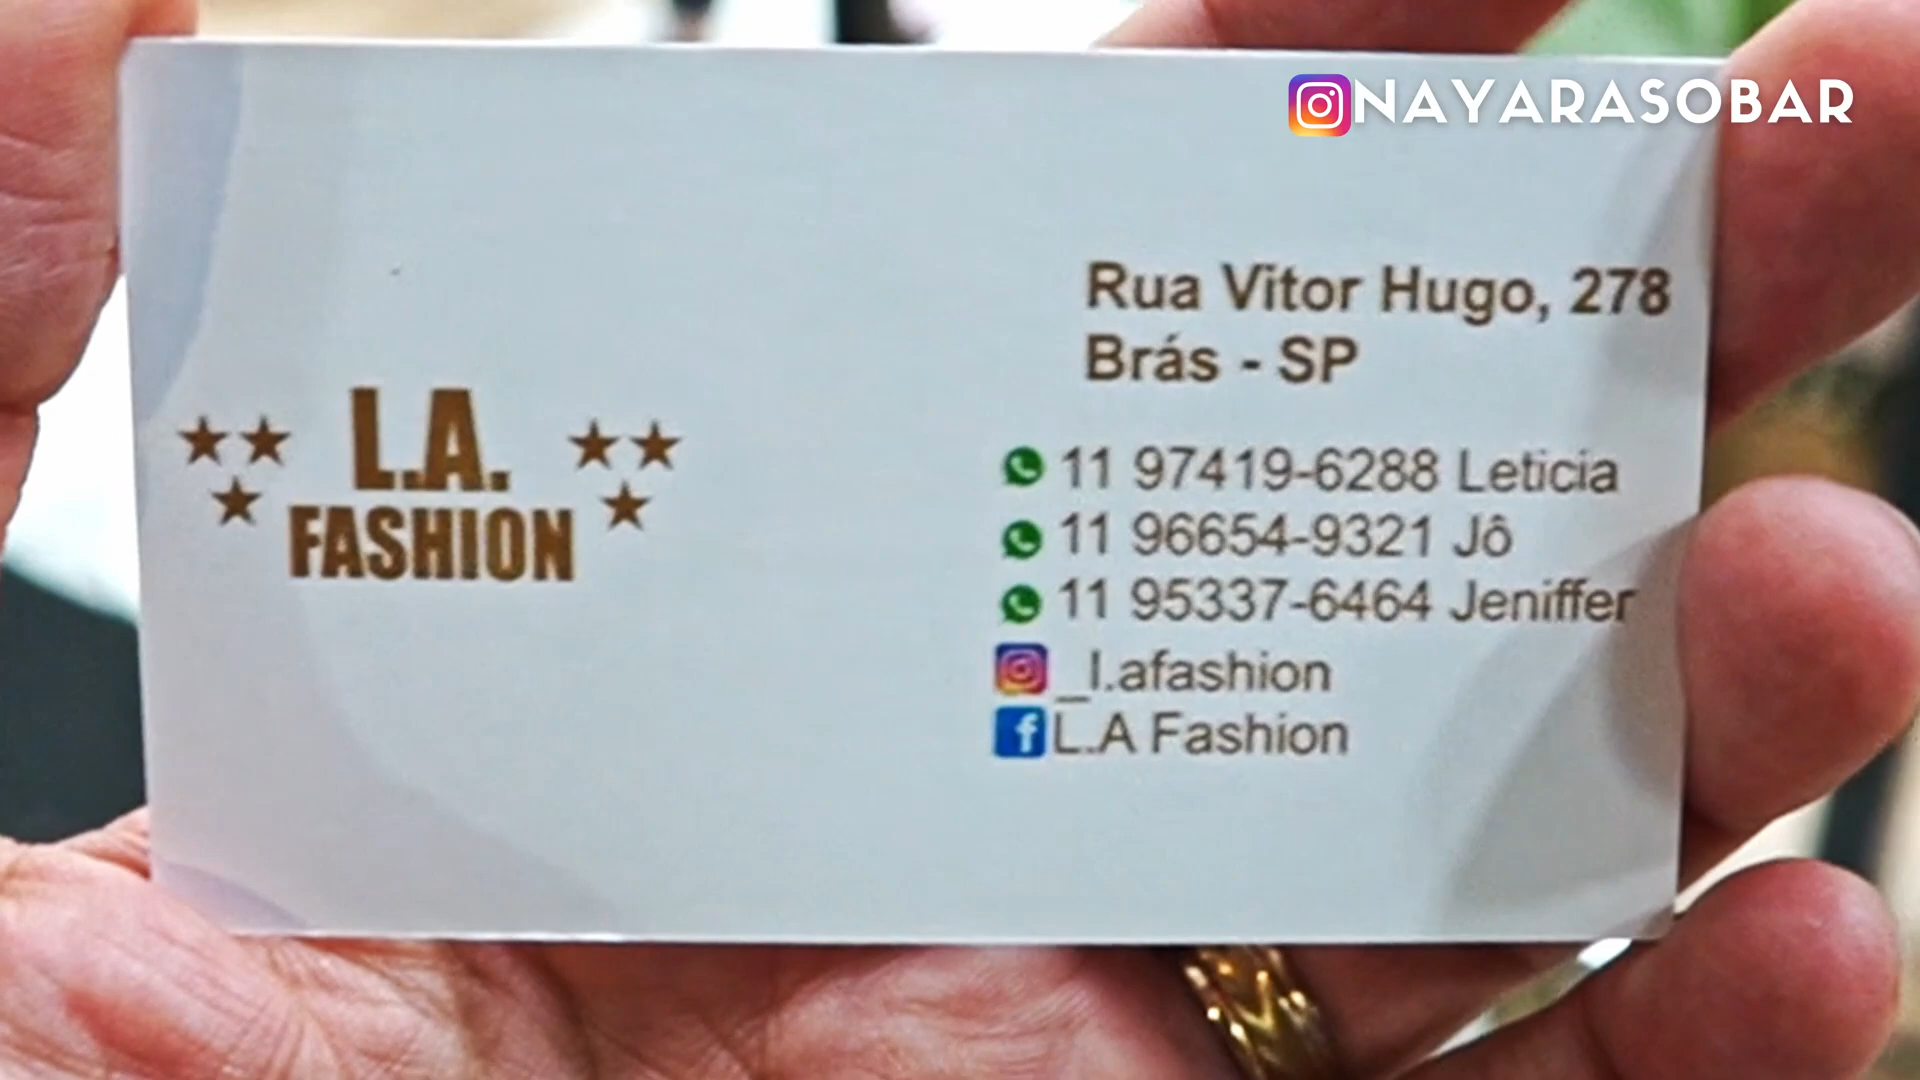 NAYARASOBAR
Rua Vitor Hugo, 278
Brás - SP
L.A.
FASHION
11 97419-6288 Leticia
11 96654-9321 Jô
11 95337-6464 Jeniffer
_l.afashion
L.A Fashion